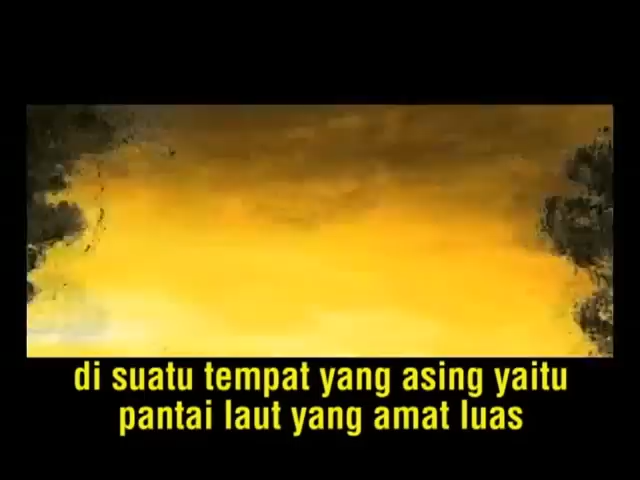 di suatu tempat yang asing yaitu
pantai laut yang amat luas